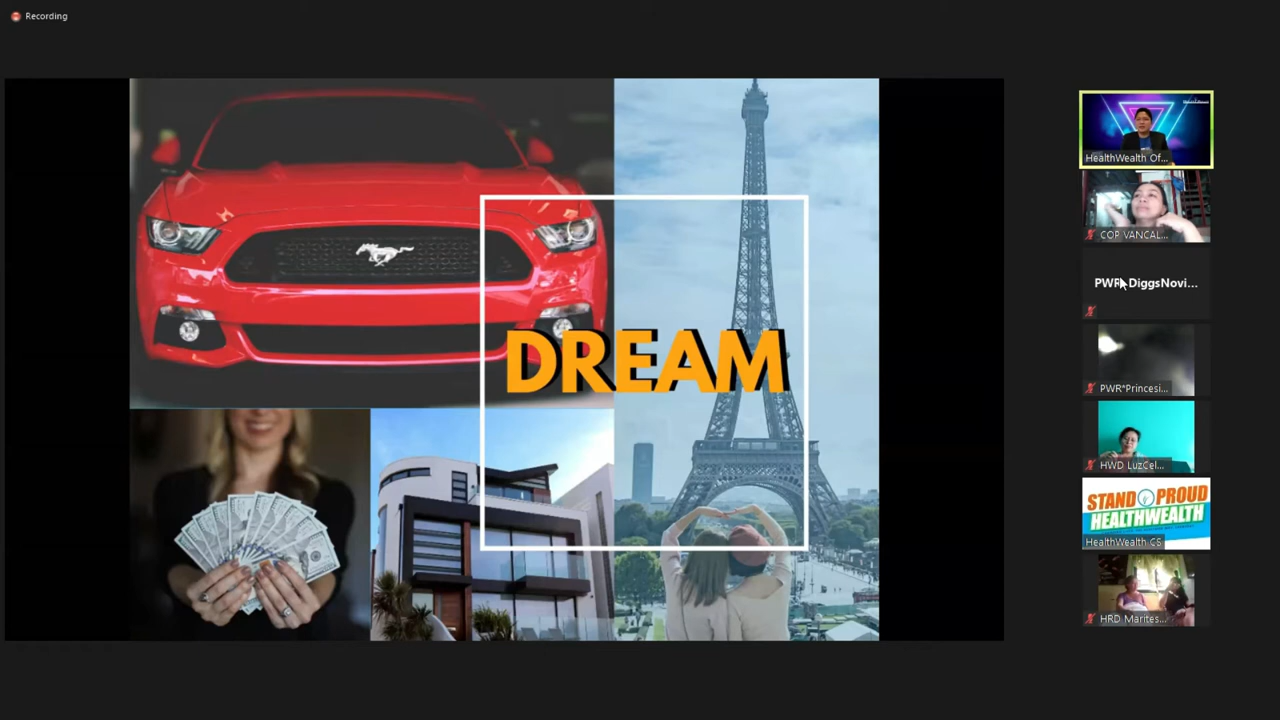 Recording
DREAM
HealthWealth Of...
COP VANCAL...
PWR*DiggsNovi...
PWR*Princesi...
HWD LuzCel...
STAND PROUD
HEALTHWEALTH
HealthWealth CS
HRD Marites...